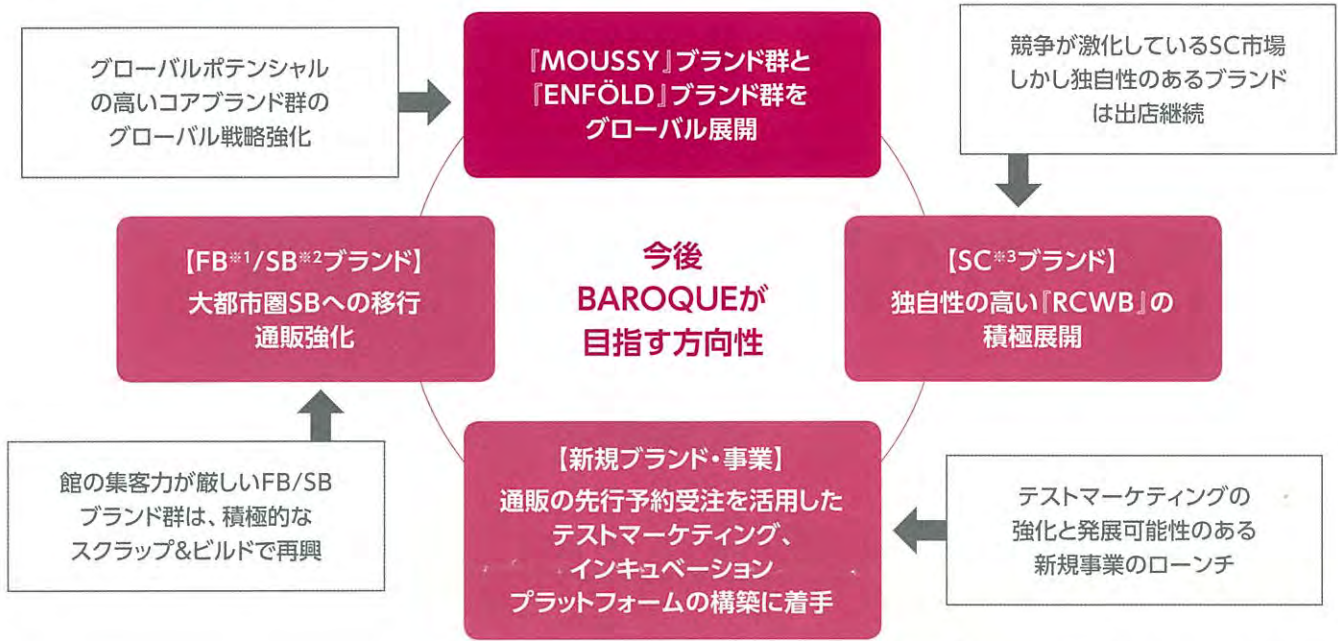 グローバルポテンシャル
の高いコアブランド群の
グローバル戦略強化
『MOUSSY』ブランド群と
『ENFÖLD』ブランド群を
グローバル展開
競争が激化しているSC市場
しかし独自性のあるブランド
は出店継続
【FB※1/SB※2ブランド】
大都市圏SBへの移行
通販強化
今後
BAROQUEが
目指す方向性
【SC※3ブランド】
独自性の高い『RCWB』の
積極展開
館の集客力が厳しいFB/SB
ブランド群は、積極的な
スクラップ&ビルドで再興
【新規ブランド・事業】
通販の先行予約受注を活用した
テストマーケティング、
インキュベーション
プラットフォームの構築に着手
テストマーケティングの
強化と発展可能性のある
新規事業のローンチ